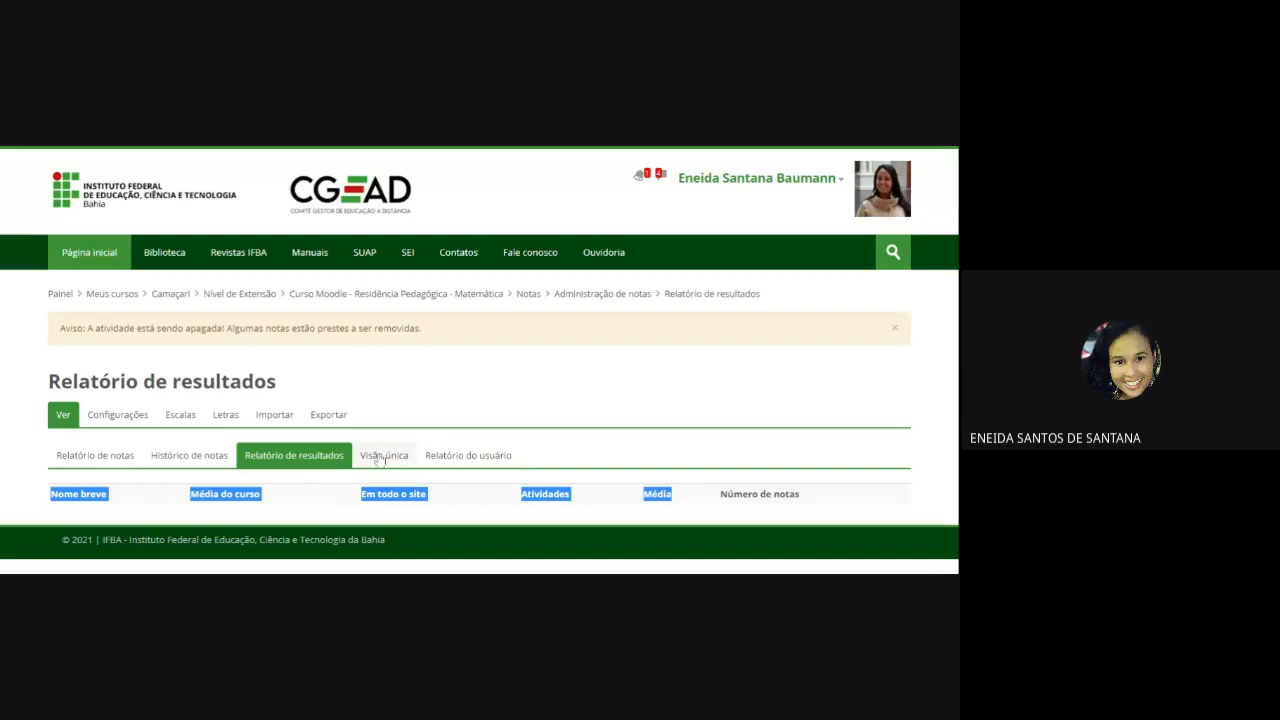 INSTITUTO FEDERAL
DE EDUCAÇÃO, CIÊNCIA E TECNOLOGIA
Bahia
CGEAD
COMITÊ GESTOR DE EDUCAÇÃO A DISTÂNCIA
1 4
Eneida Santana Baumann
Página inicial Biblioteca Revistas IFBA Manuais SUAP SEI Contatos Fale conosco Ouvidoria
Painel > Meus cursos > Camaçari > Nível de Extensão > Curso Moodle - Residência Pedagógica - Matemática > Notas > Administração de notas > Relatório de resultados
Aviso: A atividade está sendo apagada! Algumas notas estão prestes a ser removidas. ×
Relatório de resultados
Ver Configurações Escalas Letras Importar Exportar
Relatório de notas Histórico de notas Relatório de resultados Visão única Relatório do usuário
Nome breve Média do curso Em todo o site Atividades Média Número de notas
© 2021 | IFBA - Instituto Federal de Educação, Ciência e Tecnologia da Bahia
ENEIDA SANTOS DE SANTANA